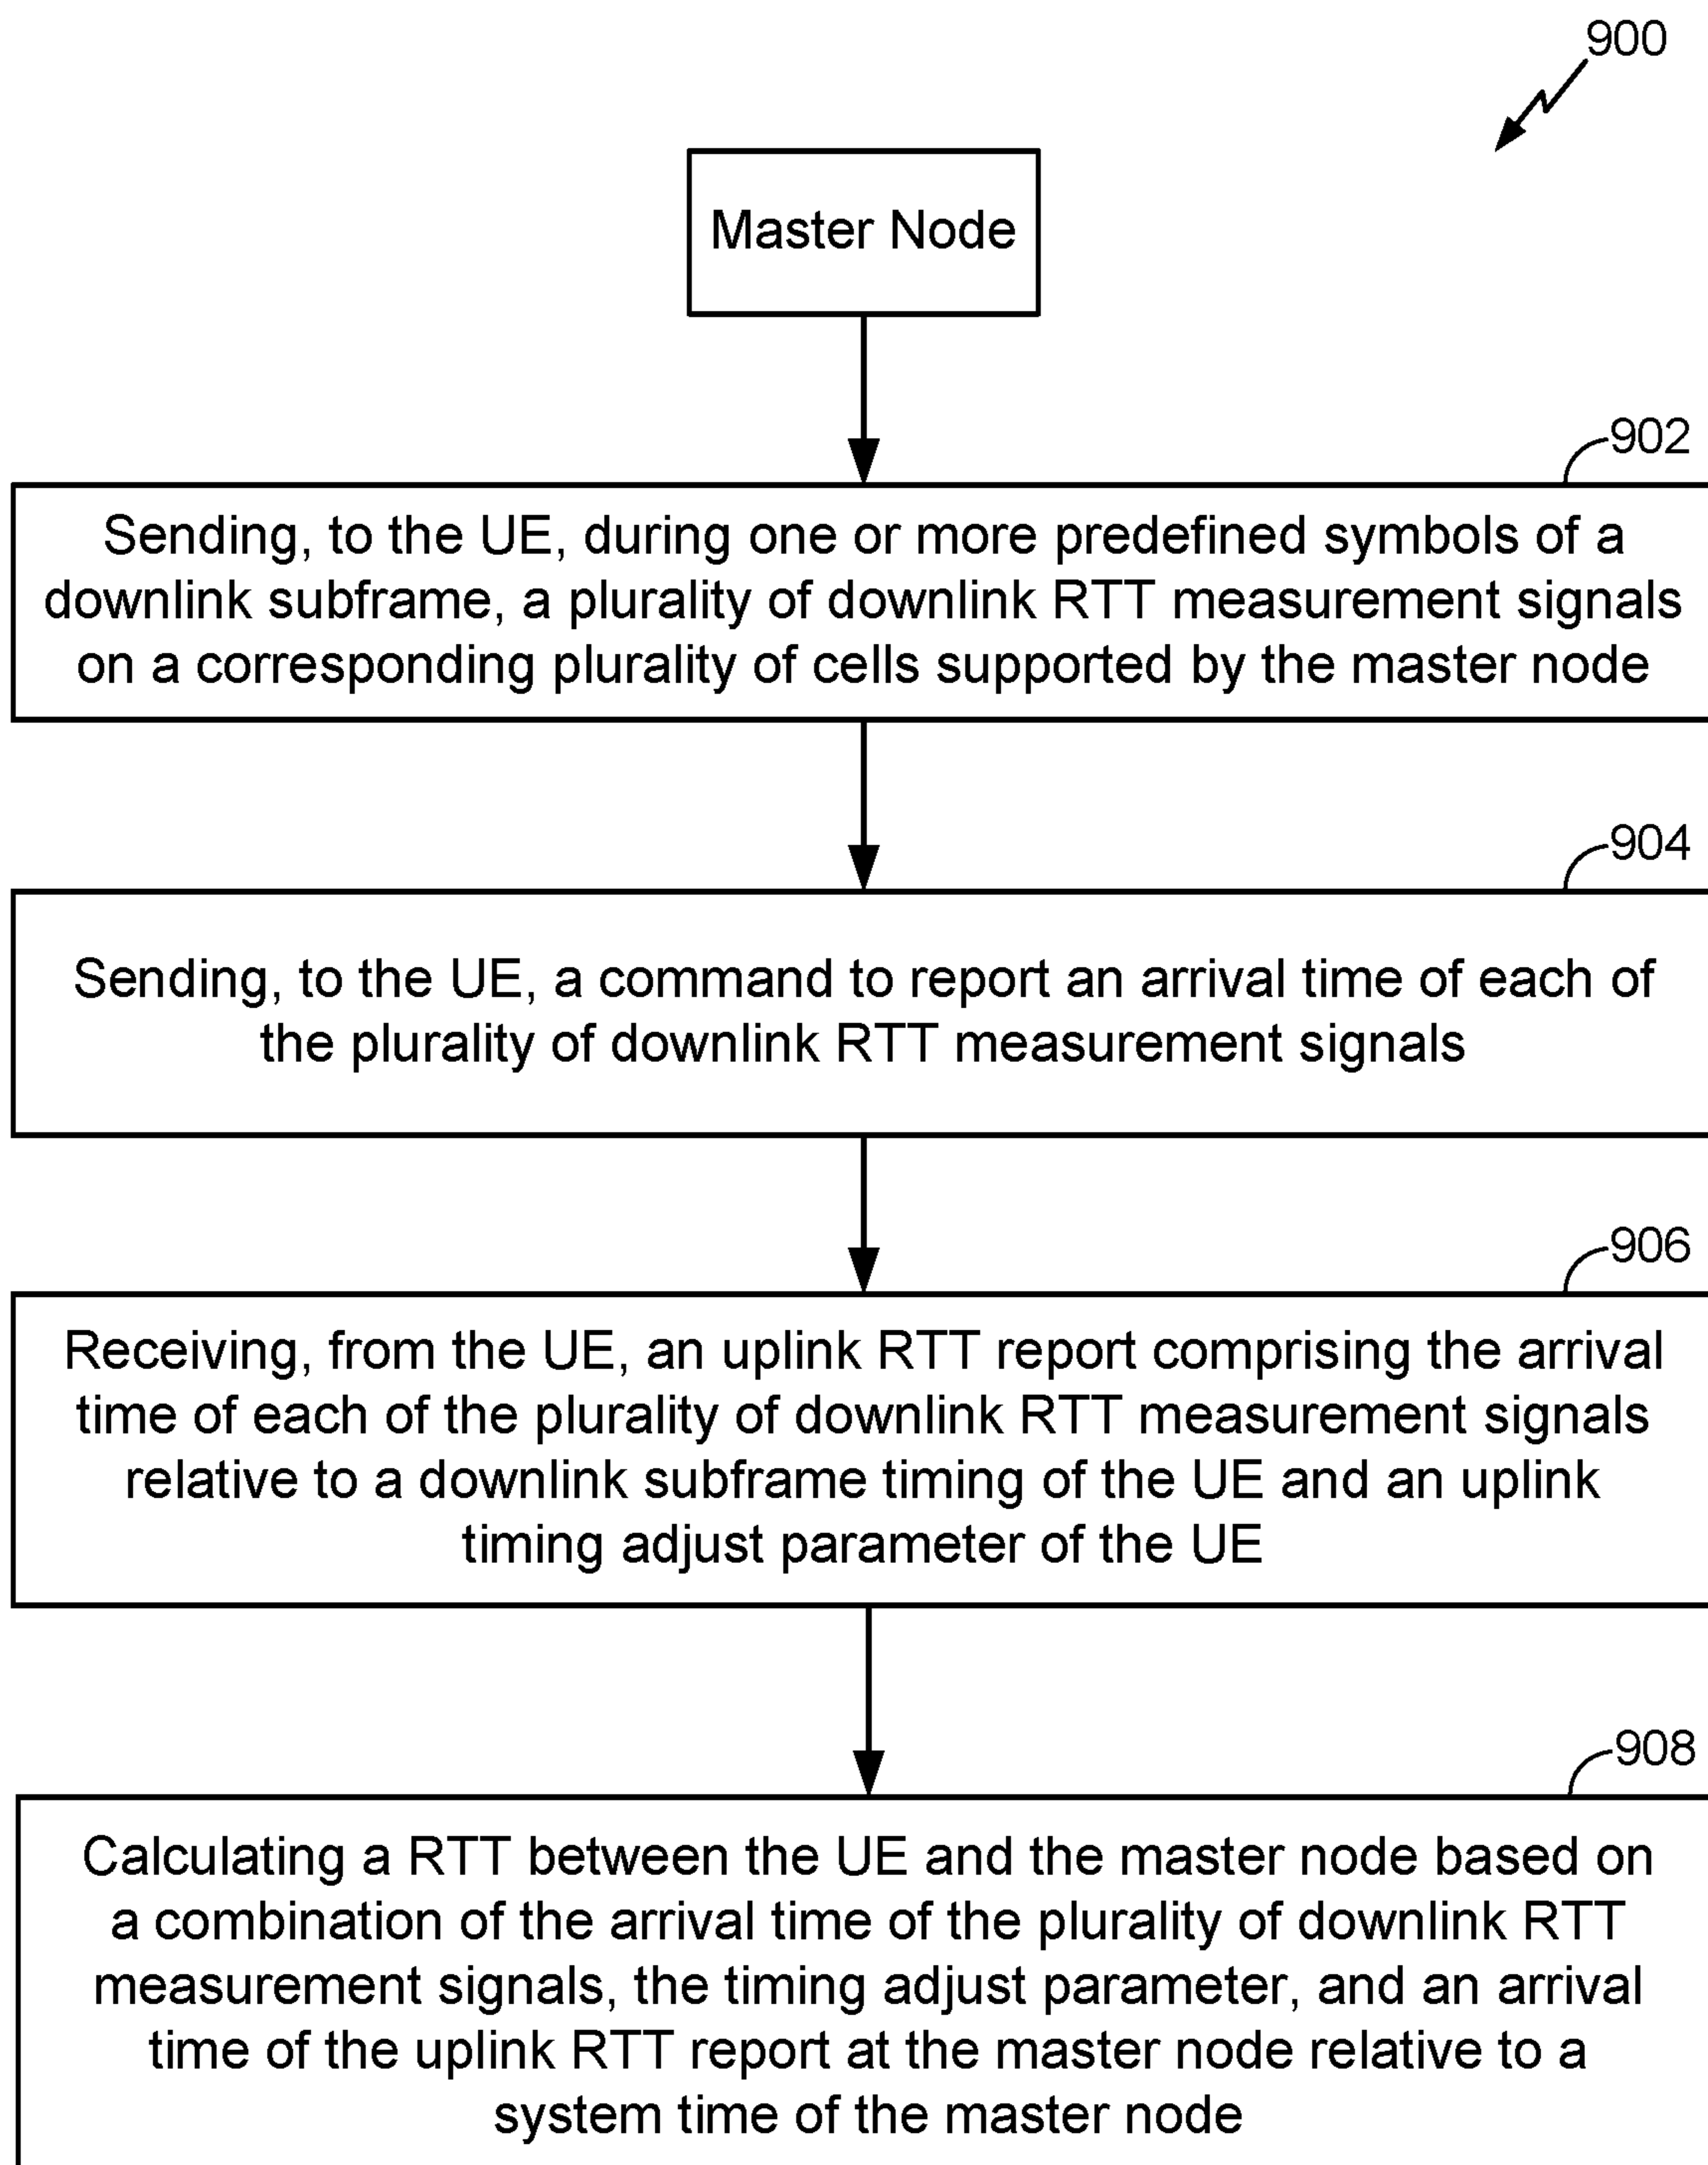 900
Master Node
902
Sending, to the UE, during one or more predefined symbols of a
downlink subframe, a plurality of downlink RTT measurement signals
on a corresponding plurality of cells supported by the master node
904
Sending, to the UE, a command to report an arrival time of each of
the plurality of downlink RTT measurement signals
906
Receiving, from the UE, an uplink RTT report comprising the arrival
time of each of the plurality of downlink RTT measurement signals
relative to a downlink subframe timing of the UE and an uplink
timing adjust parameter of the UE
908
Calculating a RTT between the UE and the master node based on
a combination of the arrival time of the plurality of downlink RTT
measurement signals, the timing adjust parameter, and an arrival
time of the uplink RTT report at the master node relative to a
system time of the master node